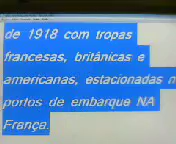 de 1918 com tropas
francesas, britânicas e
americanas, estacionadas n
portos de embarque NA
França.